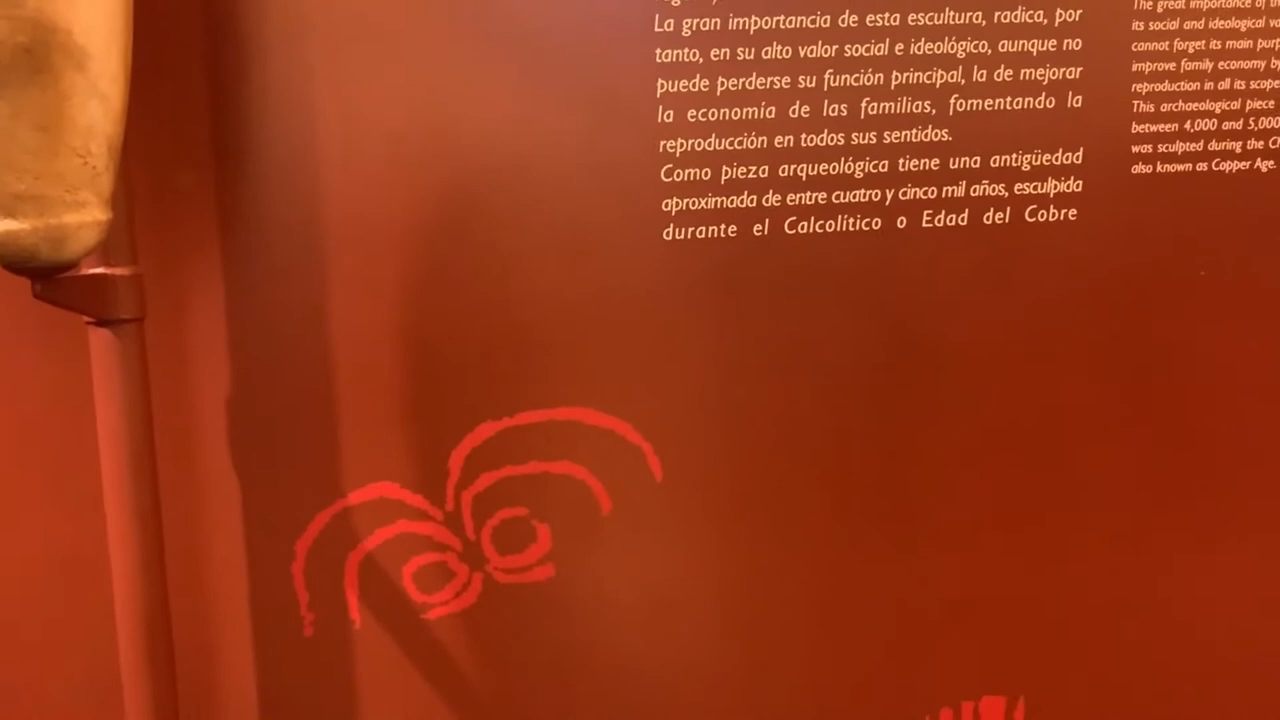 La gran importancia de esta escultura, radica, por
tanto, en su alto valor social e ideológico, aunque no
puede perderse su función principal, la de mejorar
la economía de las familias, fomentando la
reproducción en todos sus sentidos.
Como pieza arqueológica tiene una antigüedad
aproximada de entre cuatro y cinco mil años, esculpida
durante el Calcolítico o Edad del Cobre
The great importance of
its social and ideological
cannot forget its main
improve family economy by
reproduction in all its scope
This archaeological piece
between 4,000 and 5,000
was sculpted during the
also known as Copper Age.